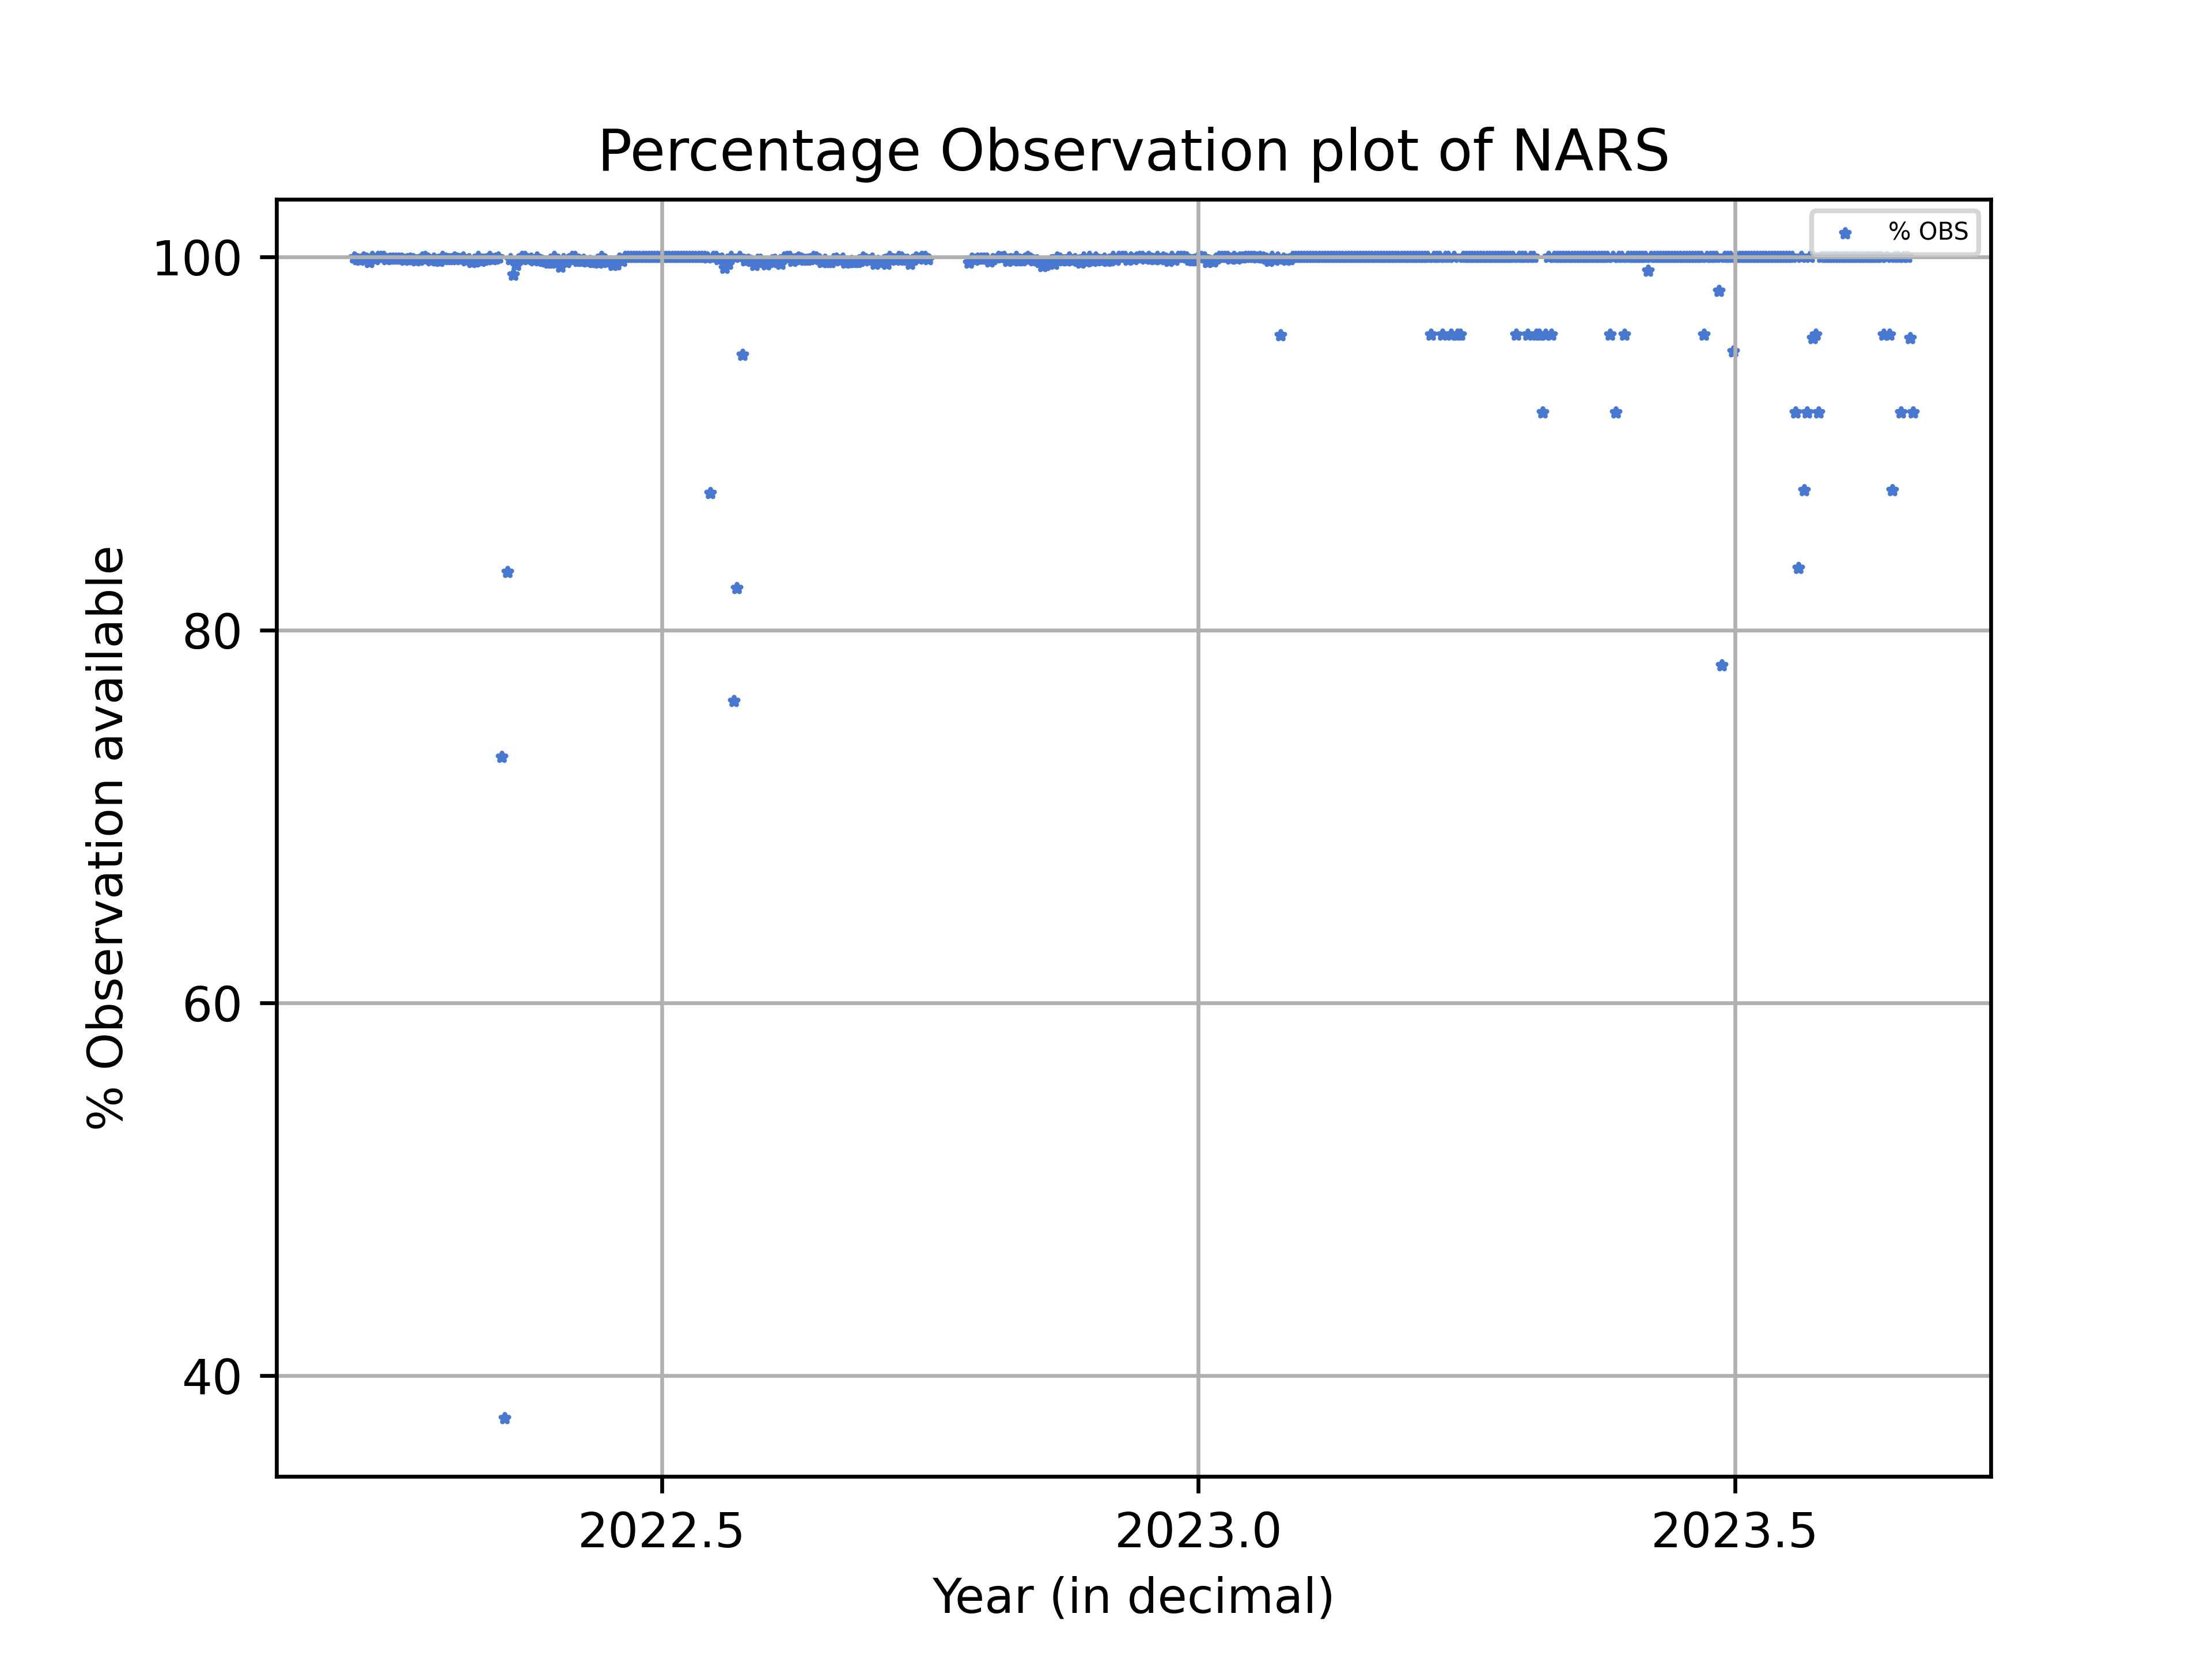 Percentage Observation plot of NARS
% OBS
100
80
60
40
% Observation available
2022.5
2023.0
2023.5
Year (in decimal)